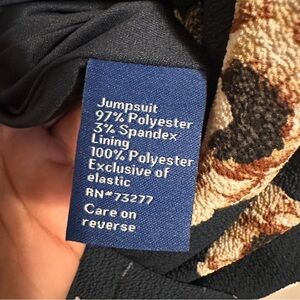 Jumpsuit
97% Polyester
3% Spandex
Lining
100% Polyester
Exclusive of
elastic
RN#73277
Care on
reverse